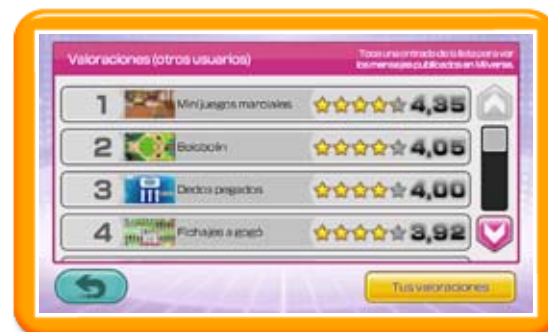 Valoraciones (otros usuarios)
Toca una entrada de la lista para ver
los mensajes publicados en Miiverse.
1 Minijuegos marciales 4,35
2 Beisbolín 4,05
3 Dedos pegados 4,00
4 Fichajes a gogó 3,92
Tus valoraciones